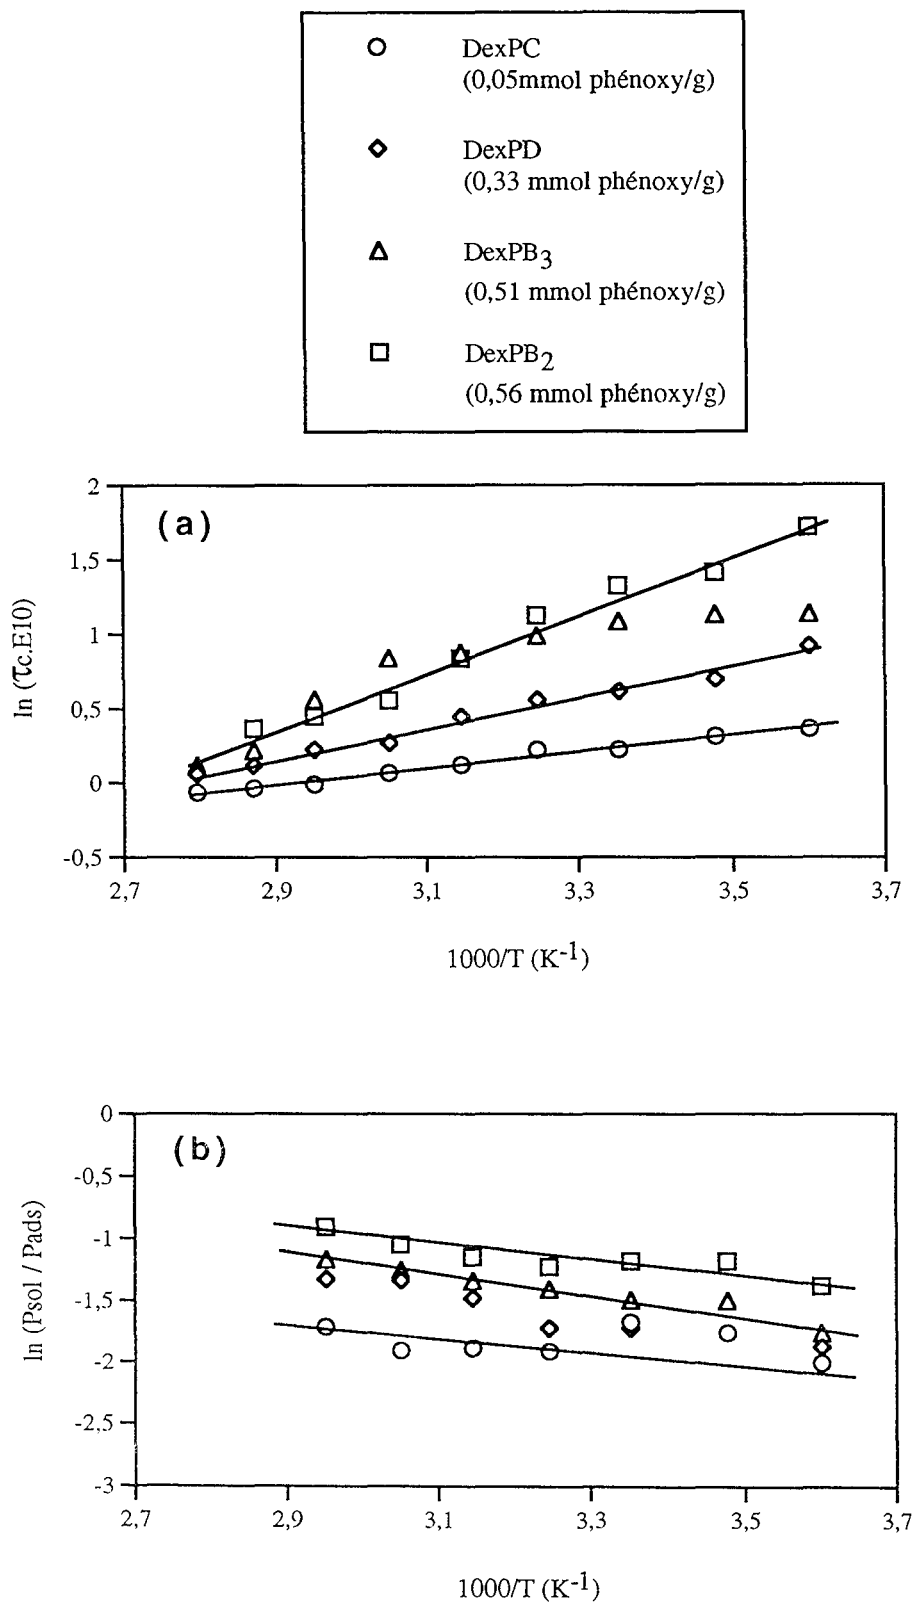 DexPC
(0,05mmol phénoxy/g)
DexPD
(0,33 mmol phénoxy/g)
DexPB3
(0,51 mmol phénoxy/g)
DexPB2
(0,56 mmol phénoxy/g)
(a)
ln (τc.E10)
2
1,5
1
0,5
0
-0,5
2,7
2,9
3,1
3,3
3,5
3,7
1000/T (K-1)
(b)
ln (Psol / Pads)
0
-0,5
-1
-1,5
-2
-2,5
-3
2,7
2,9
3,1
3,3
3,5
3,7
1000/T (K-1)